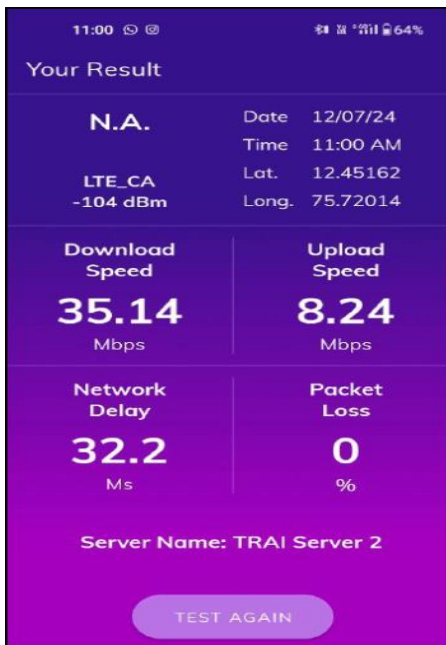 11:00
64%
Your Result
N.A.
LTE_CA
-104 dBm
Date 12/07/24
Time 11:00 AM
Lat. 12.45162
Long. 75.72014
Download
Speed
35.14
Mbps
Upload
Speed
8.24
Mbps
Network
Delay
32.2
Ms
Packet
Loss
0
%
Server Name: TRAI Server 2
TEST AGAIN